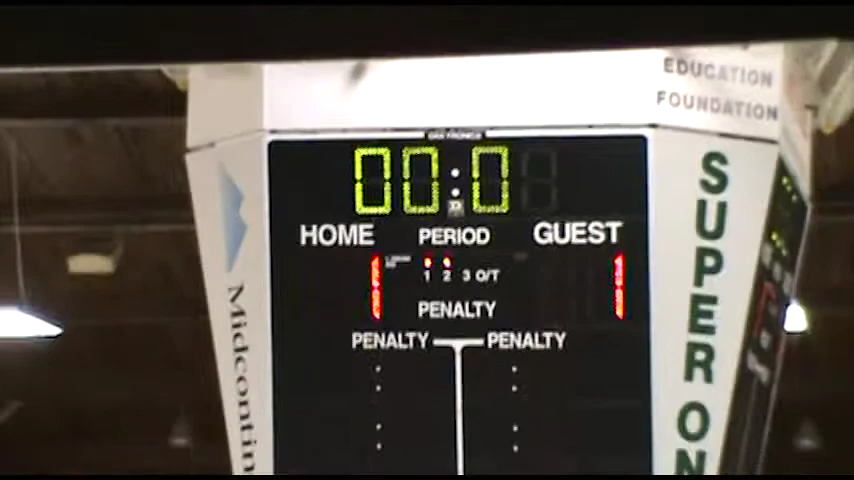 EDUCATION
FOUNDATION
00:0
HOME
PERIOD
GUEST
1
1 2 3 O/T
1
PENALTY
PENALTY
PENALTY
Midcontin
SUPER ON